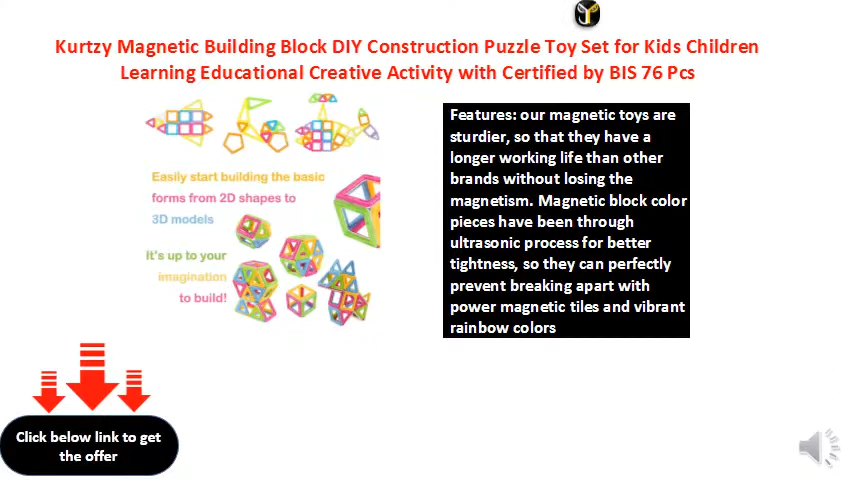 Kurtzy Magnetic Building Block DIY Construction Puzzle Toy Set for Kids Children
Learning Educational Creative Activity with Certified by BIS 76 Pcs
Easily start building the basic
forms from 2D shapes to
3D models
It's up to your
imagination
to build!
Features: our magnetic toys are
sturdier, so that they have a
longer working life than other
brands without losing the
magnetism. Magnetic block color
pieces have been through
ultrasonic process for better
tightness, so they can perfectly
prevent breaking apart with
power magnetic tiles and vibrant
rainbow colors
Click below link to get
the offer